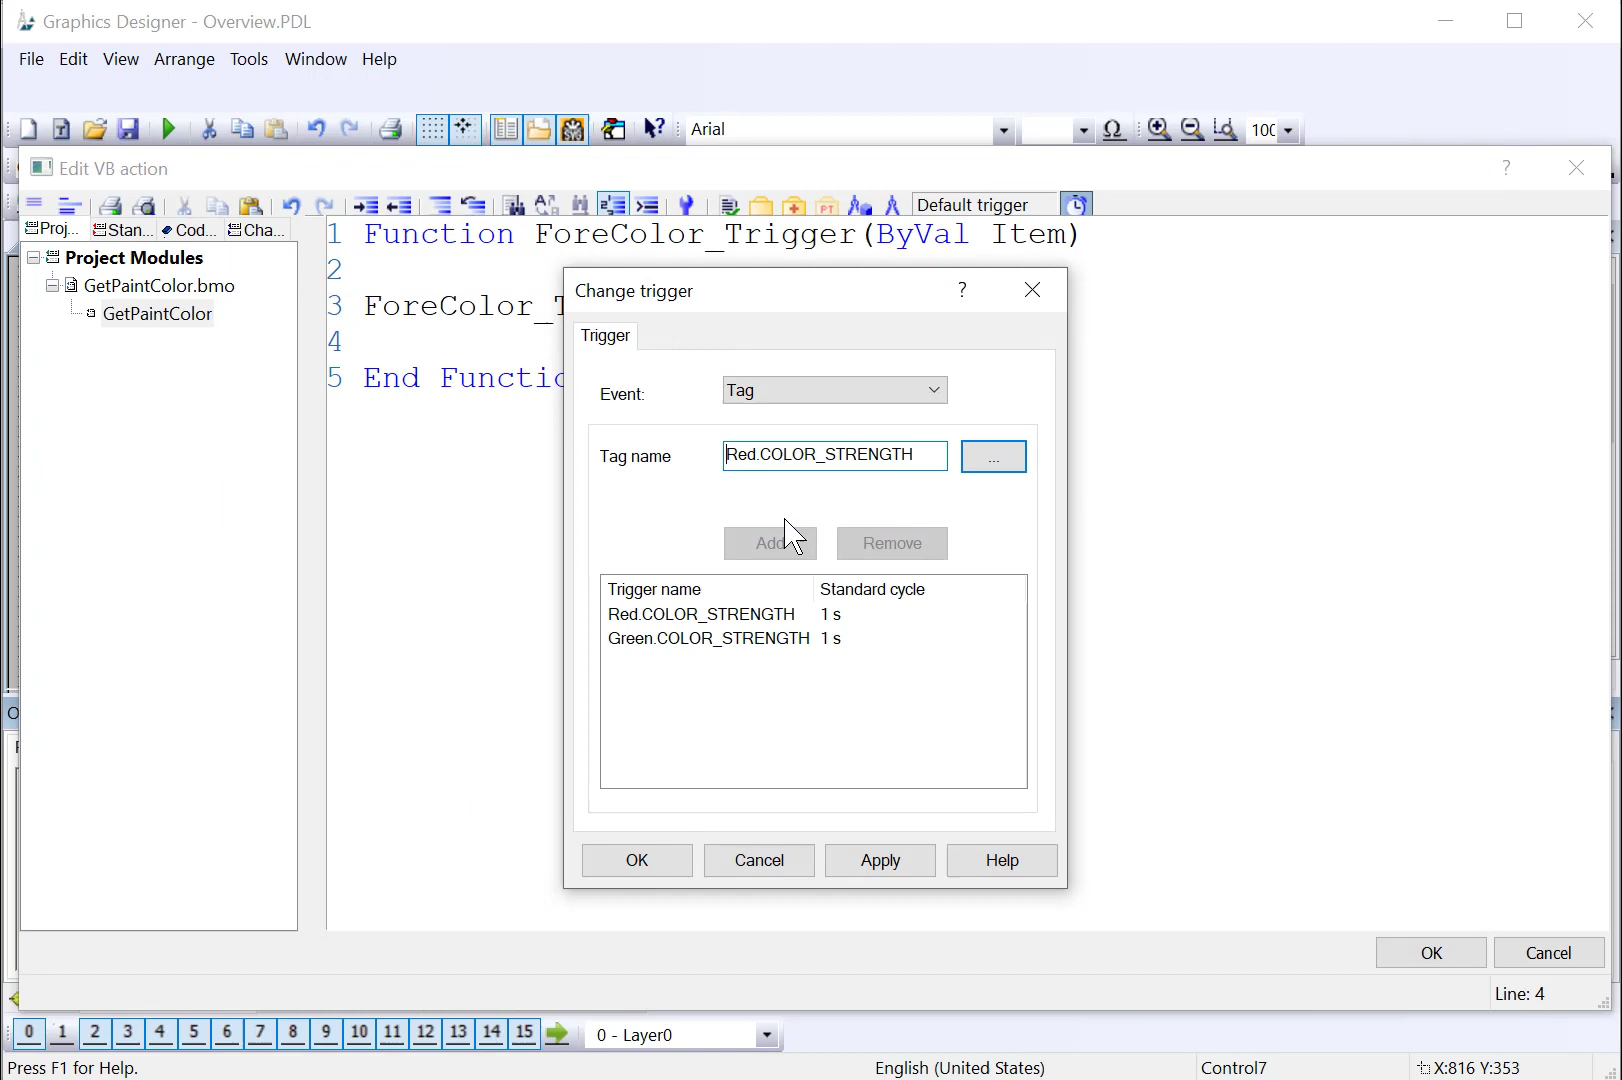 Graphics Designer - Overview.PDL
File Edit View Arrange Tools Window Help
Arial
Edit VB action
?
Default trigger
Proj...
Stan...
Cod...
Cha...
Project Modules
GetPaintColor.bmo
GetPaintColor
1 Function ForeColor_Trigger(ByVal Item)
2
3 ForeColor_
4
5 End Functio
Change trigger
?
Trigger
Event:
Tag
Tag name
Red.COLOR_STRENGTH
...
Add
Remove
Trigger name Standard cycle
Red.COLOR_STRENGTH 1 s
Green.COLOR_STRENGTH 1 s
OK Cancel Apply Help
OK Cancel
Line: 4
0 1 2 3 4 5 6 7 8 9 10 11 12 13 14 15
0 - Layer0
Press F1 for Help.
English (United States)
Control7
X:816 Y:353